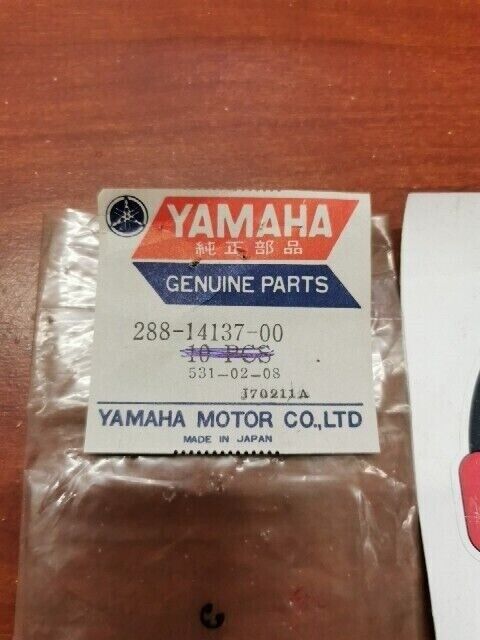 YAMAHA
純正部品
GENUINE PARTS
288-14137-00
10 PCS
531-02-08
J70211A
YAMAHA MOTOR CO.,LTD
MADE IN JAPAN